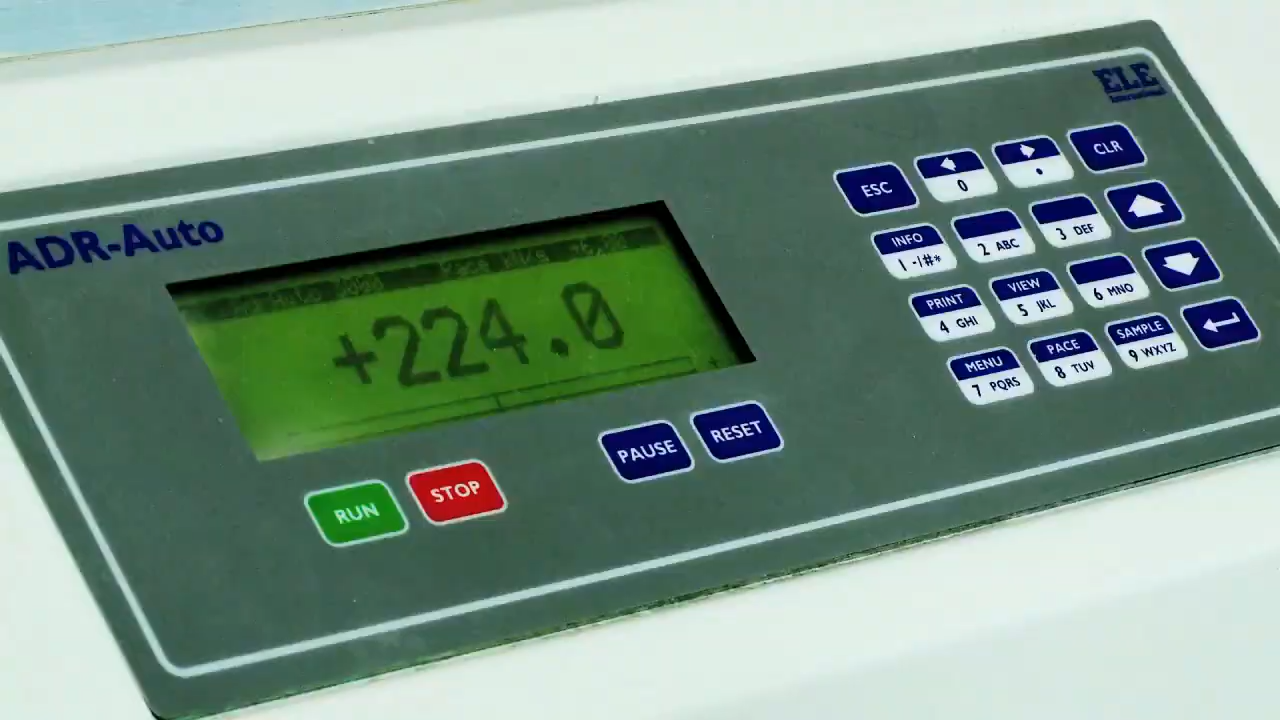 ELE
International
ADR-Auto
+224.0
ESC
0
.
CLR
INFO
1 -/#*
2 ABC
3 DEF
PRINT
4 GHI
VIEW
5 JKL
6 MNO
MENU
7 PQRS
PACE
8 TUV
SAMPLE
9 WXYZ
PAUSE
RESET
RUN
STOP